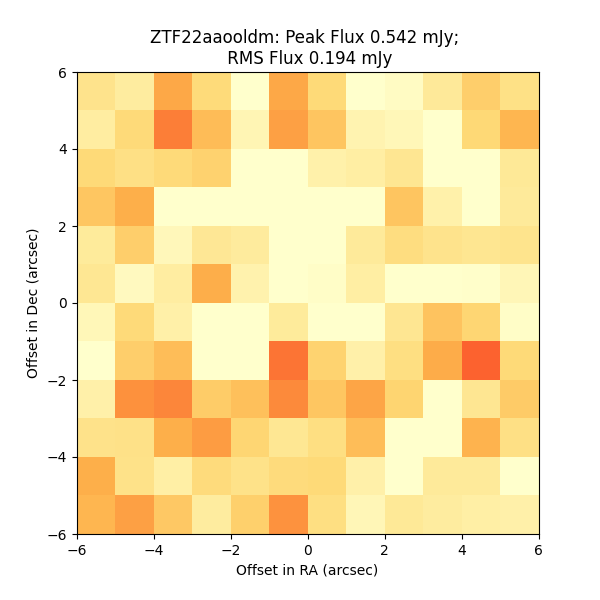 ZTF22aaooldm: Peak Flux 0.542 mJy;
RMS Flux 0.194 mJy
6
4
2
0
−2
−4
−6
Offset in Dec (arcsec)
−6 −4 −2 0 2 4 6
Offset in RA (arcsec)